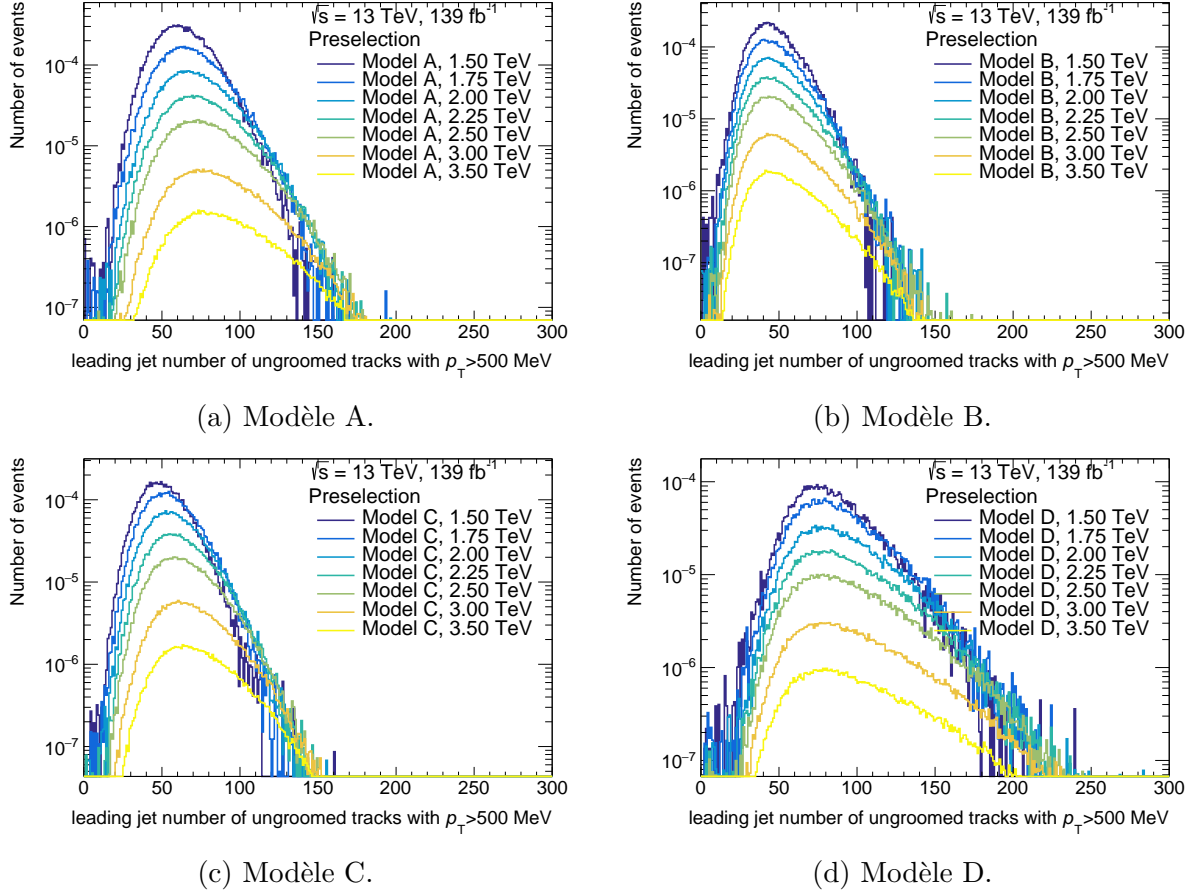 √s = 13 TeV, 139 fb⁻¹
Preselection
Model A, 1.50 TeV
Model A, 1.75 TeV
Model A, 2.00 TeV
Model A, 2.25 TeV
Model A, 2.50 TeV
Model A, 3.00 TeV
Model A, 3.50 TeV
Number of events
10⁻⁴
10⁻⁵
10⁻⁶
10⁻⁷
0 50 100 150 200 250 300
leading jet number of ungroomed tracks with p_T>500 MeV
(a) Modèle A.
√s = 13 TeV, 139 fb⁻¹
Preselection
Model B, 1.50 TeV
Model B, 1.75 TeV
Model B, 2.00 TeV
Model B, 2.25 TeV
Model B, 2.50 TeV
Model B, 3.00 TeV
Model B, 3.50 TeV
Number of events
10⁻⁴
10⁻⁵
10⁻⁶
10⁻⁷
0 50 100 150 200 250 300
leading jet number of ungroomed tracks with p_T>500 MeV
(b) Modèle B.
√s = 13 TeV, 139 fb⁻¹
Preselection
Model C, 1.50 TeV
Model C, 1.75 TeV
Model C, 2.00 TeV
Model C, 2.25 TeV
Model C, 2.50 TeV
Model C, 3.00 TeV
Model C, 3.50 TeV
Number of events
10⁻⁴
10⁻⁵
10⁻⁶
10⁻⁷
0 50 100 150 200 250 300
leading jet number of ungroomed tracks with p_T>500 MeV
(c) Modèle C.
√s = 13 TeV, 139 fb⁻¹
Preselection
Model D, 1.50 TeV
Model D, 1.75 TeV
Model D, 2.00 TeV
Model D, 2.25 TeV
Model D, 2.50 TeV
Model D, 3.00 TeV
Model D, 3.50 TeV
Number of events
10⁻⁴
10⁻⁵
10⁻⁶
10⁻⁷
0 50 100 150 200 250 300
leading jet number of ungroomed tracks with p_T>500 MeV
(d) Modèle D.